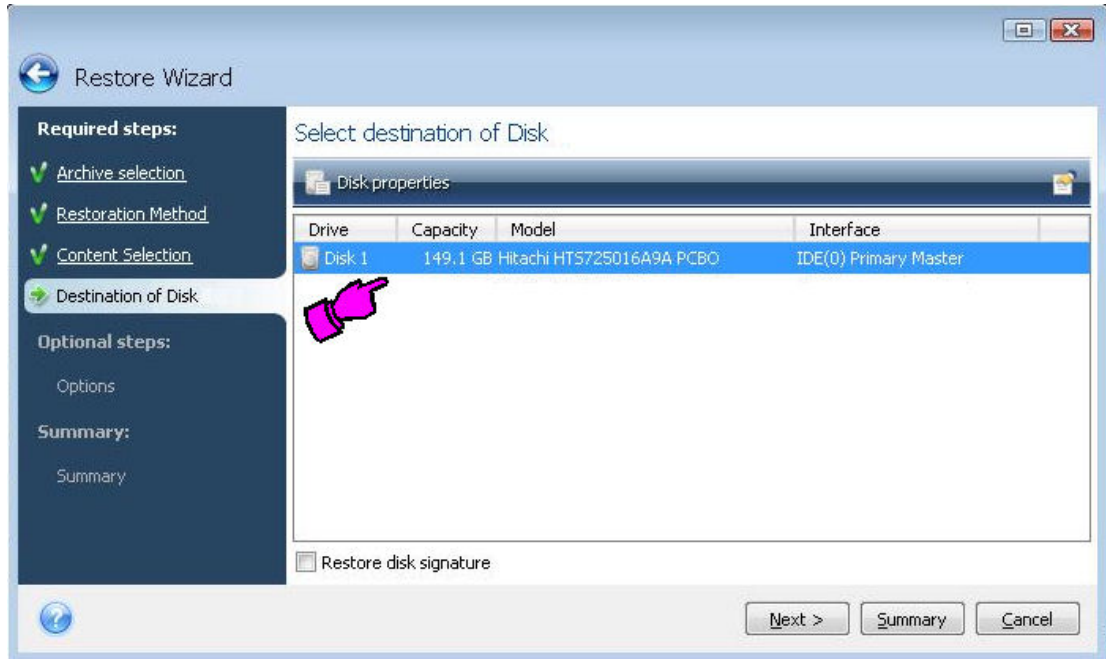 Restore Wizard
Required steps:
Archive selection
Restoration Method
Content Selection
Destination of Disk
Optional steps:
Options
Summary:
Summary
Select destination of Disk
Disk properties
Drive Capacity Model Interface
Disk 1 149.1 GB Hitachi HTS725016A9A PCBO IDE(0) Primary Master
Restore disk signature
Next > Summary Cancel